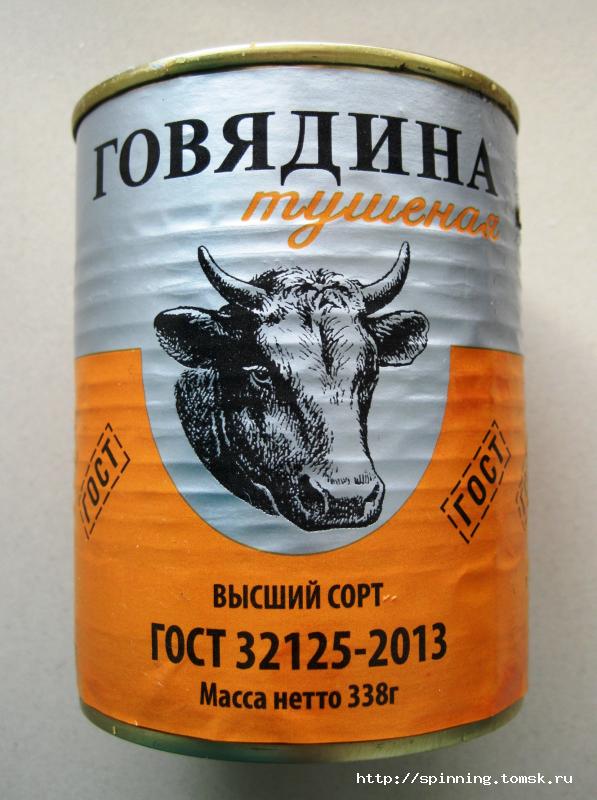 ГОВЯДИНА
тушеная
ГОСТ
ГОСТ
ВЫСШИЙ СОРТ
ГОСТ 32125-2013
Масса нетто 338г
http://spinning.tomsk.ru